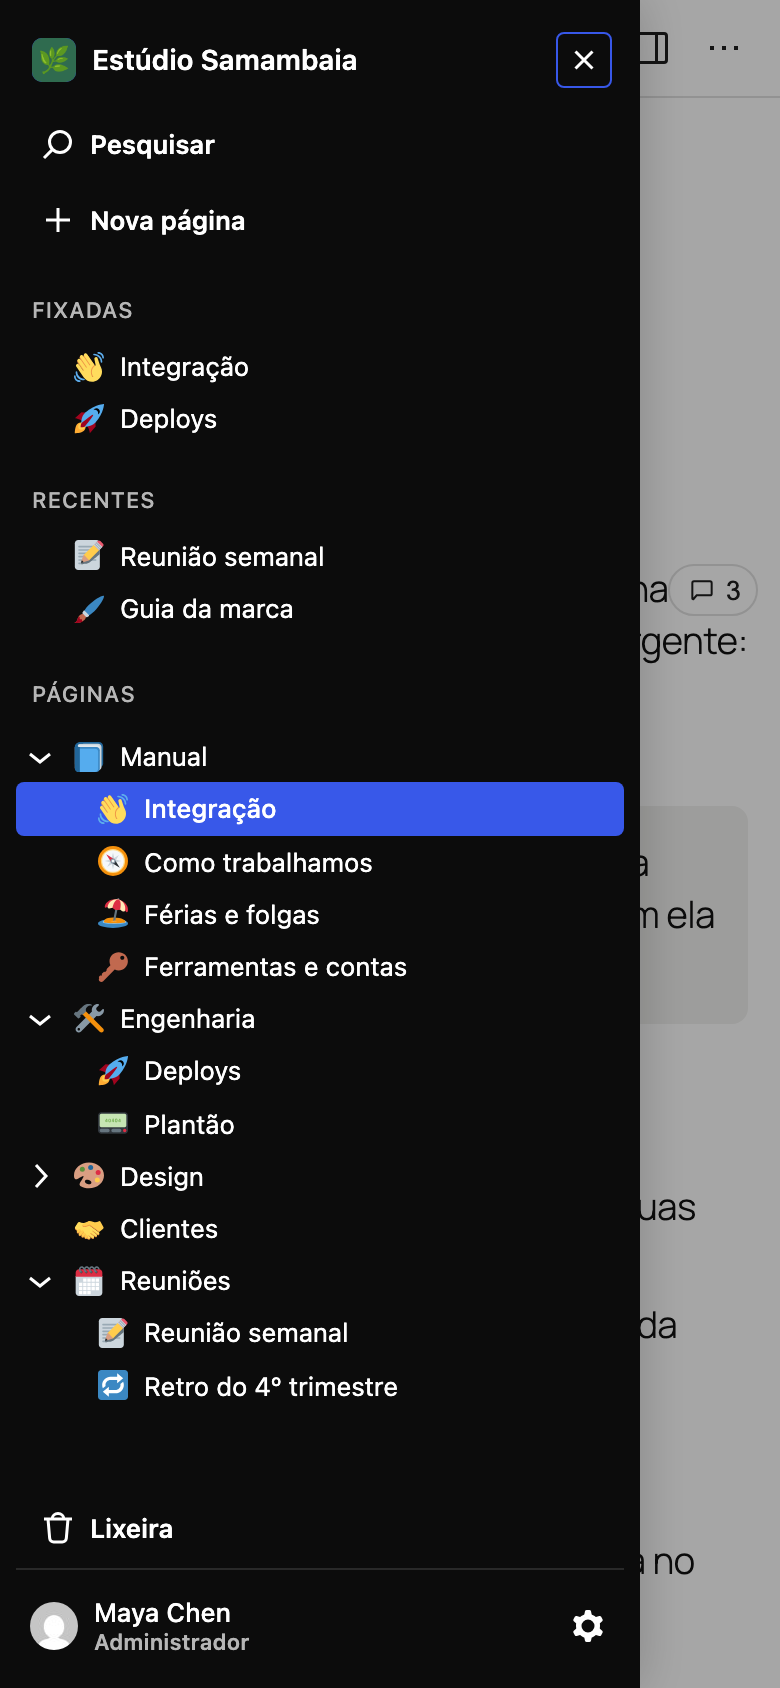 Estúdio Samambaia
Pesquisar
Nova página
FIXADAS
Integração
Deploys
RECENTES
Reunião semanal
Guia da marca
PÁGINAS
Manual
Integração
Como trabalhamos
Férias e folgas
Ferramentas e contas
Engenharia
Deploys
Plantão
Design
Clientes
Reuniões
Reunião semanal
Retro do 4º trimestre
Lixeira
Maya Chen
Administrador
3
ela
no